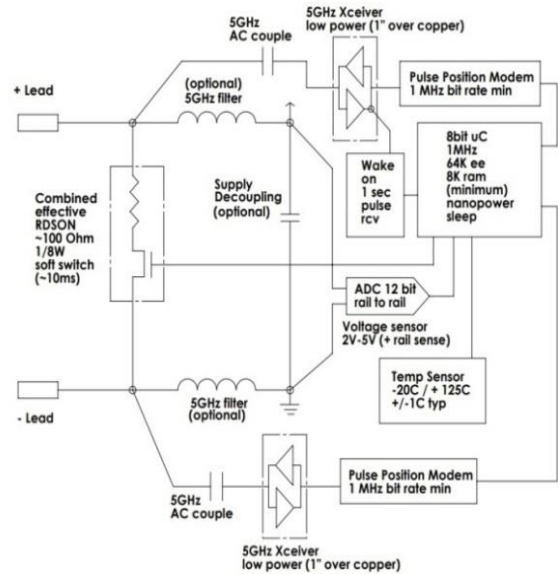 5GHz
AC couple
5GHz Xceiver
low power (1" over copper)
+ Lead
(optional)
5GHz filter
Pulse Position Modem
1 MHz bit rate min
Combined
effective
RDSON
~100 Ohm
1/8W
soft switch
(~10ms)
Supply
Decoupling
(optional)
Wake
on
1 sec
pulse
rcv
8bit uC
1MHz
64K ee
8K ram
(minimum)
nanopower
sleep
ADC 12 bit
rail to rail
Voltage sensor
2V-5V (+ rail sense)
Temp Sensor
-20C / + 125C
+/-1C typ
- Lead
5GHz filter
(optional)
5GHz
AC couple
Pulse Position Modem
1 MHz bit rate min
5GHz Xceiver
low power (1" over copper)